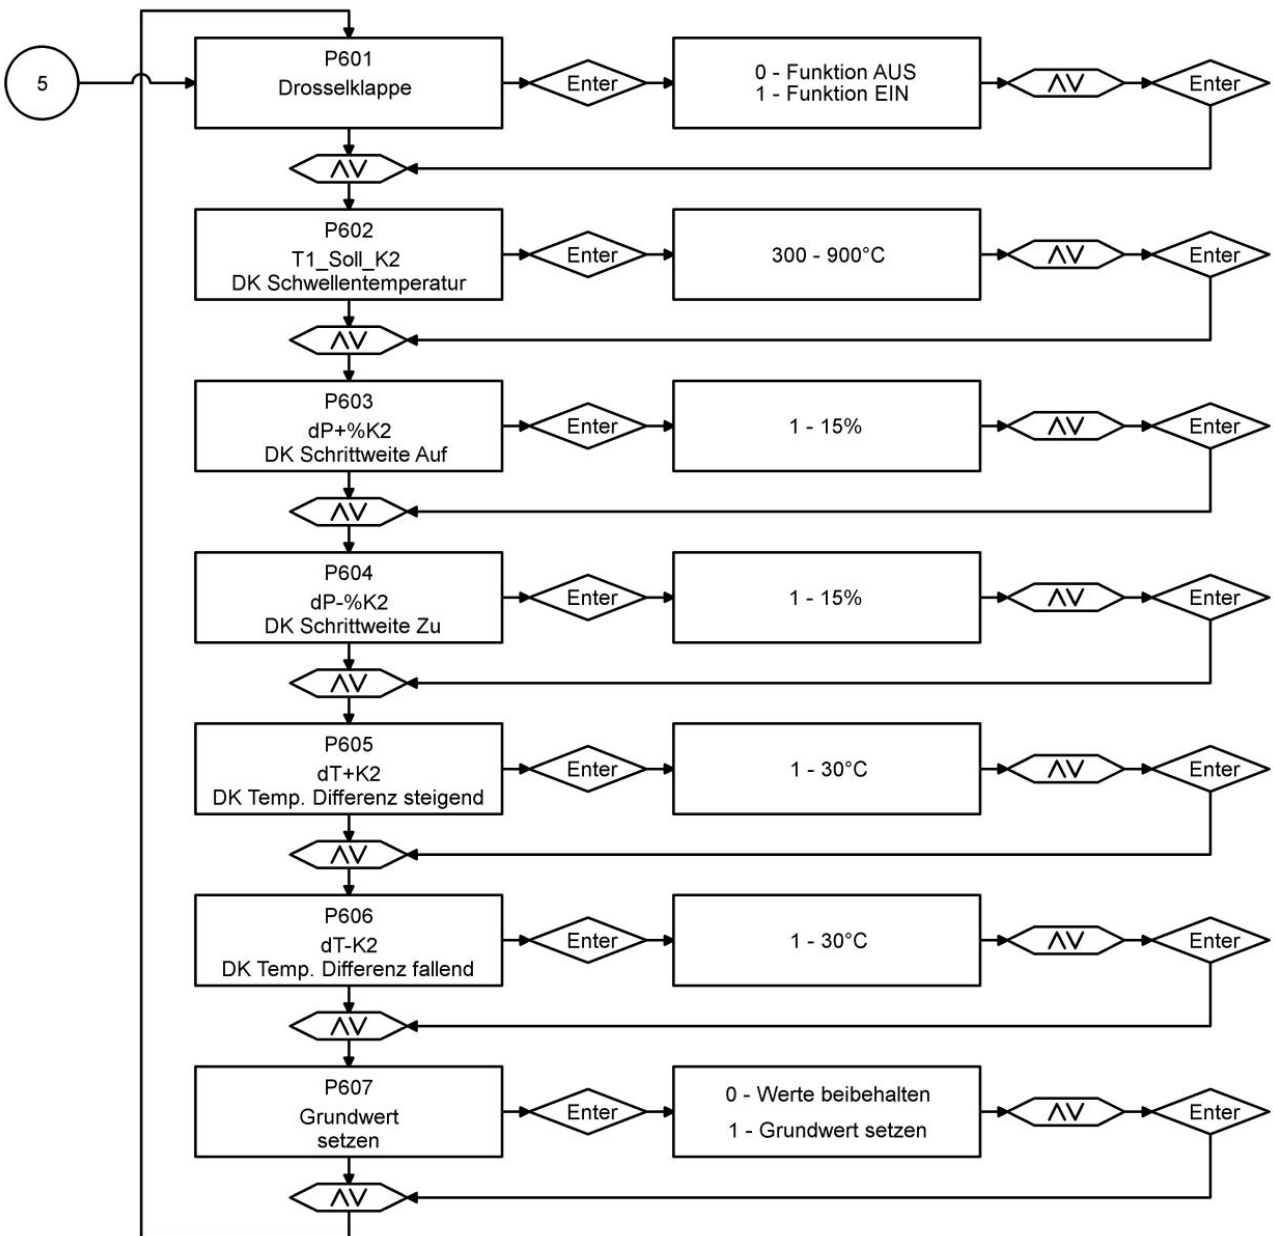 5
P601
Drosselklappe
Enter
0 - Funktion AUS
1 - Funktion EIN
ΛV
Enter
ΛV
P602
T1_Soll_K2
DK Schwellentemperatur
Enter
300 - 900°C
ΛV
Enter
ΛV
P603
dP+%K2
DK Schrittweite Auf
Enter
1 - 15%
ΛV
Enter
ΛV
P604
dP-%K2
DK Schrittweite Zu
Enter
1 - 15%
ΛV
Enter
ΛV
P605
dT+K2
DK Temp. Differenz steigend
Enter
1 - 30°C
ΛV
Enter
ΛV
P606
dT-K2
DK Temp. Differenz fallend
Enter
1 - 30°C
ΛV
Enter
ΛV
P607
Grundwert
setzen
Enter
0 - Werte beibehalten
1 - Grundwert setzen
ΛV
Enter
ΛV